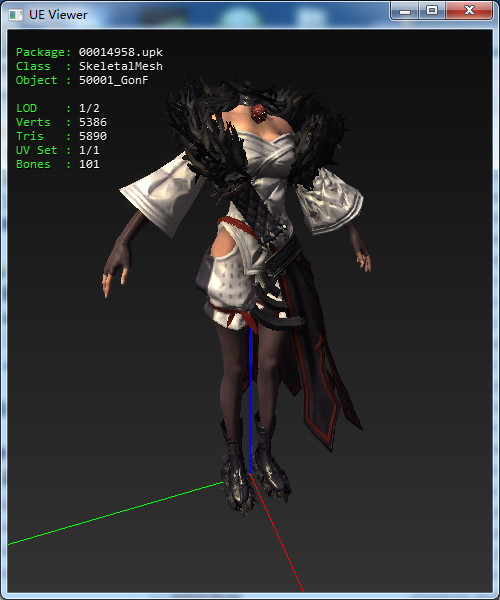 UE Viewer
Package: 00014958.upk
Class : SkeletalMesh
Object : 50001_GonF
LOD : 1/2
Verts : 5386
Tris : 5890
UV Set : 1/1
Bones : 101